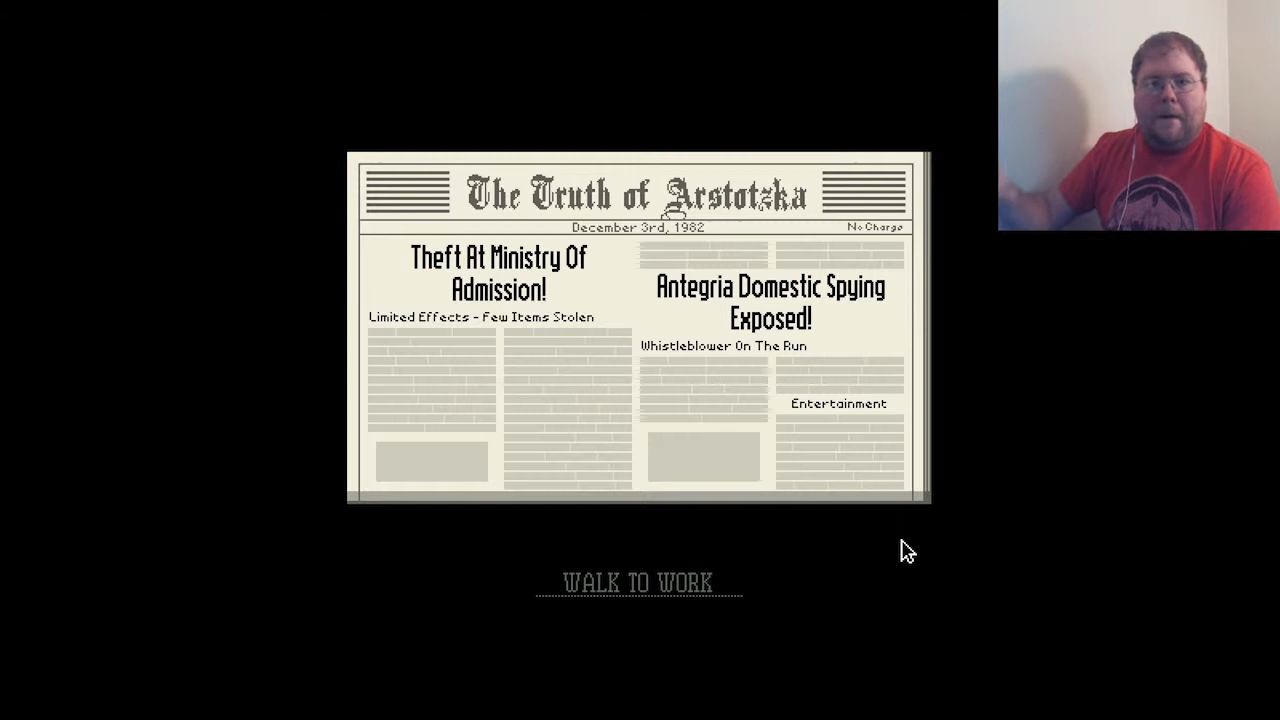 The Truth of Arstotzka
December 3rd, 1982
No Charge
Theft At Ministry Of
Admission!
Limited Effects - Few Items Stolen
Antegria Domestic Spying
Exposed!
Whistleblower On The Run
Entertainment
WALK TO WORK